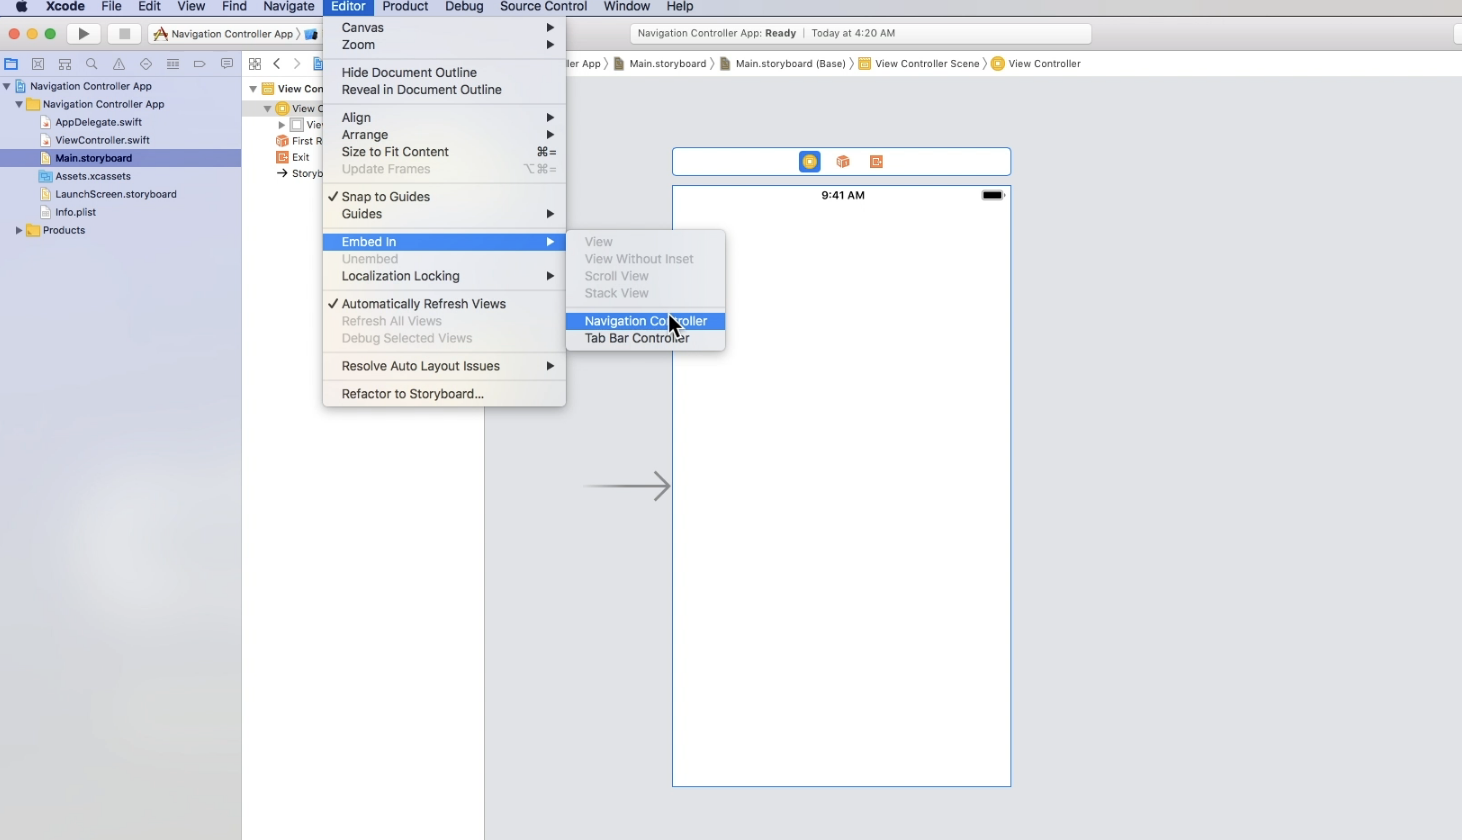 Xcode File Edit View Find Navigate Editor Product Debug Source Control Window Help
Navigation Controller App
Navigation Controller App: Ready | Today at 4:20 AM
ler App Main.storyboard Main.storyboard (Base) View Controller Scene View Controller
Navigation Controller App
Navigation Controller App
AppDelegate.swift
ViewController.swift
Main.storyboard
Assets.xcassets
LaunchScreen.storyboard
Info.plist
Products
View Con
View C
Vie
First R
Exit
Storyb
Canvas
Zoom
Hide Document Outline
Reveal in Document Outline
Align
Arrange
Size to Fit Content ⌘=
Update Frames ⌥⌘=
Snap to Guides
Guides
Embed In
Unembed
Localization Locking
Automatically Refresh Views
Refresh All Views
Debug Selected Views
Resolve Auto Layout Issues
Refactor to Storyboard...
View
View Without Inset
Scroll View
Stack View
Navigation Controller
Tab Bar Controller
9:41 AM